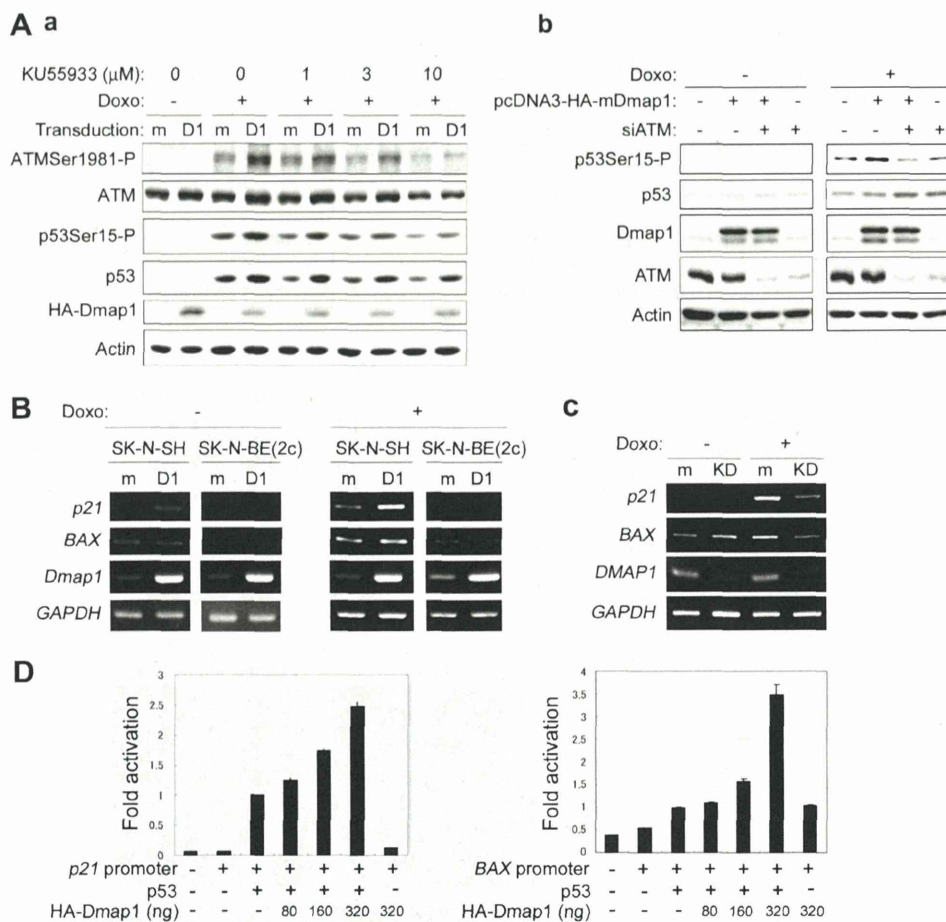 A a
KU55933 (μM): 0 0 1 3 10
Doxo: - + + + +
Transduction: m D1 m D1 m D1 m D1 m D1
ATMSer1981-P
ATM
p53Ser15-P
p53
HA-Dmap1
Actin
b
Doxo: - +
pcDNA3-HA-mDmap1: - + + - - + + -
siATM: - - + + - - + +
p53Ser15-P
p53
Dmap1
ATM
Actin
B
Doxo: - +
SK-N-SH SK-N-BE(2c) SK-N-SH SK-N-BE(2c)
m D1 m D1 m D1 m D1
p21
BAX
Dmap1
GAPDH
c
Doxo: - +
m KD m KD
p21
BAX
DMAP1
GAPDH
D
Fold activation
3
2.5
2
1.5
1
0.5
0
p21 promoter - + + + + + +
p53 - - + + + + -
HA-Dmap1 (ng) 80 160 320 320
Fold activation
4
3.5
3
2.5
2
1.5
1
0.5
0
BAX promoter - + + + + + +
p53 - - + + + + -
HA-Dmap1 (ng) 80 160 320 320